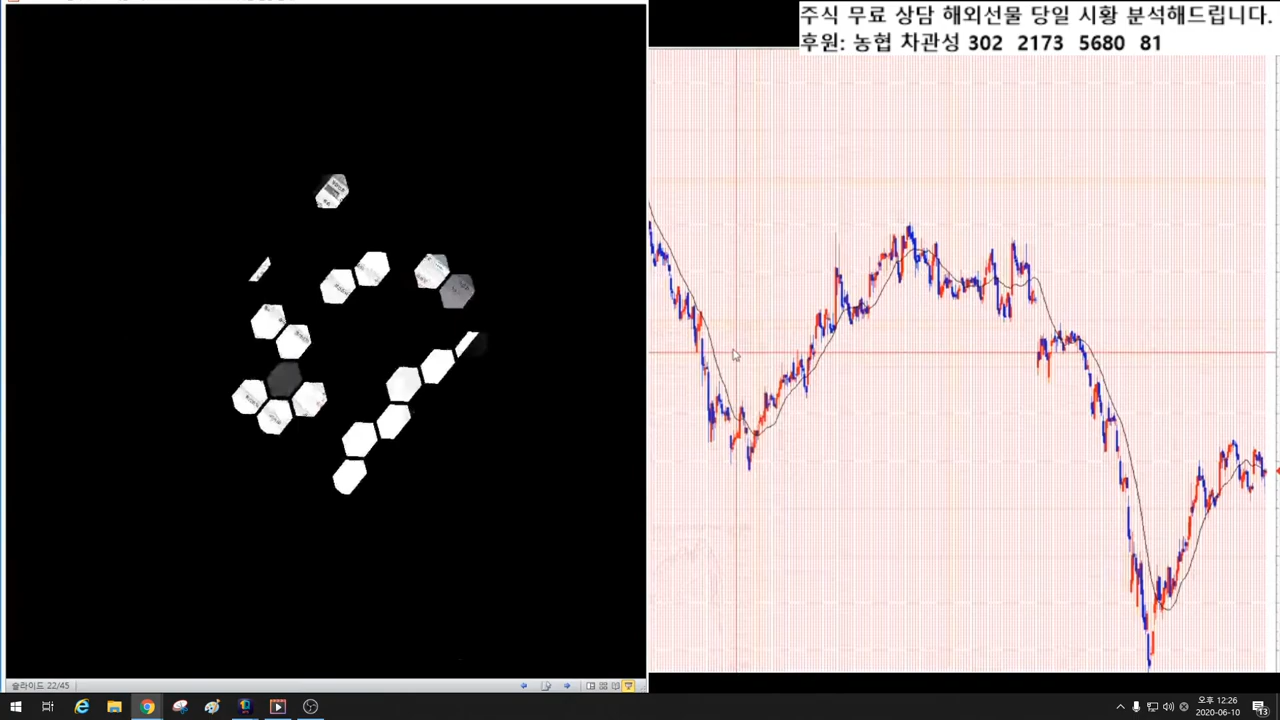 주식 무료 상담 해외선물 당일 시황 분석해드립니다.
후원: 농협 차관성 302 2173 5680 81
슬라이드 22/45
오후 12:26
2020-06-10
13